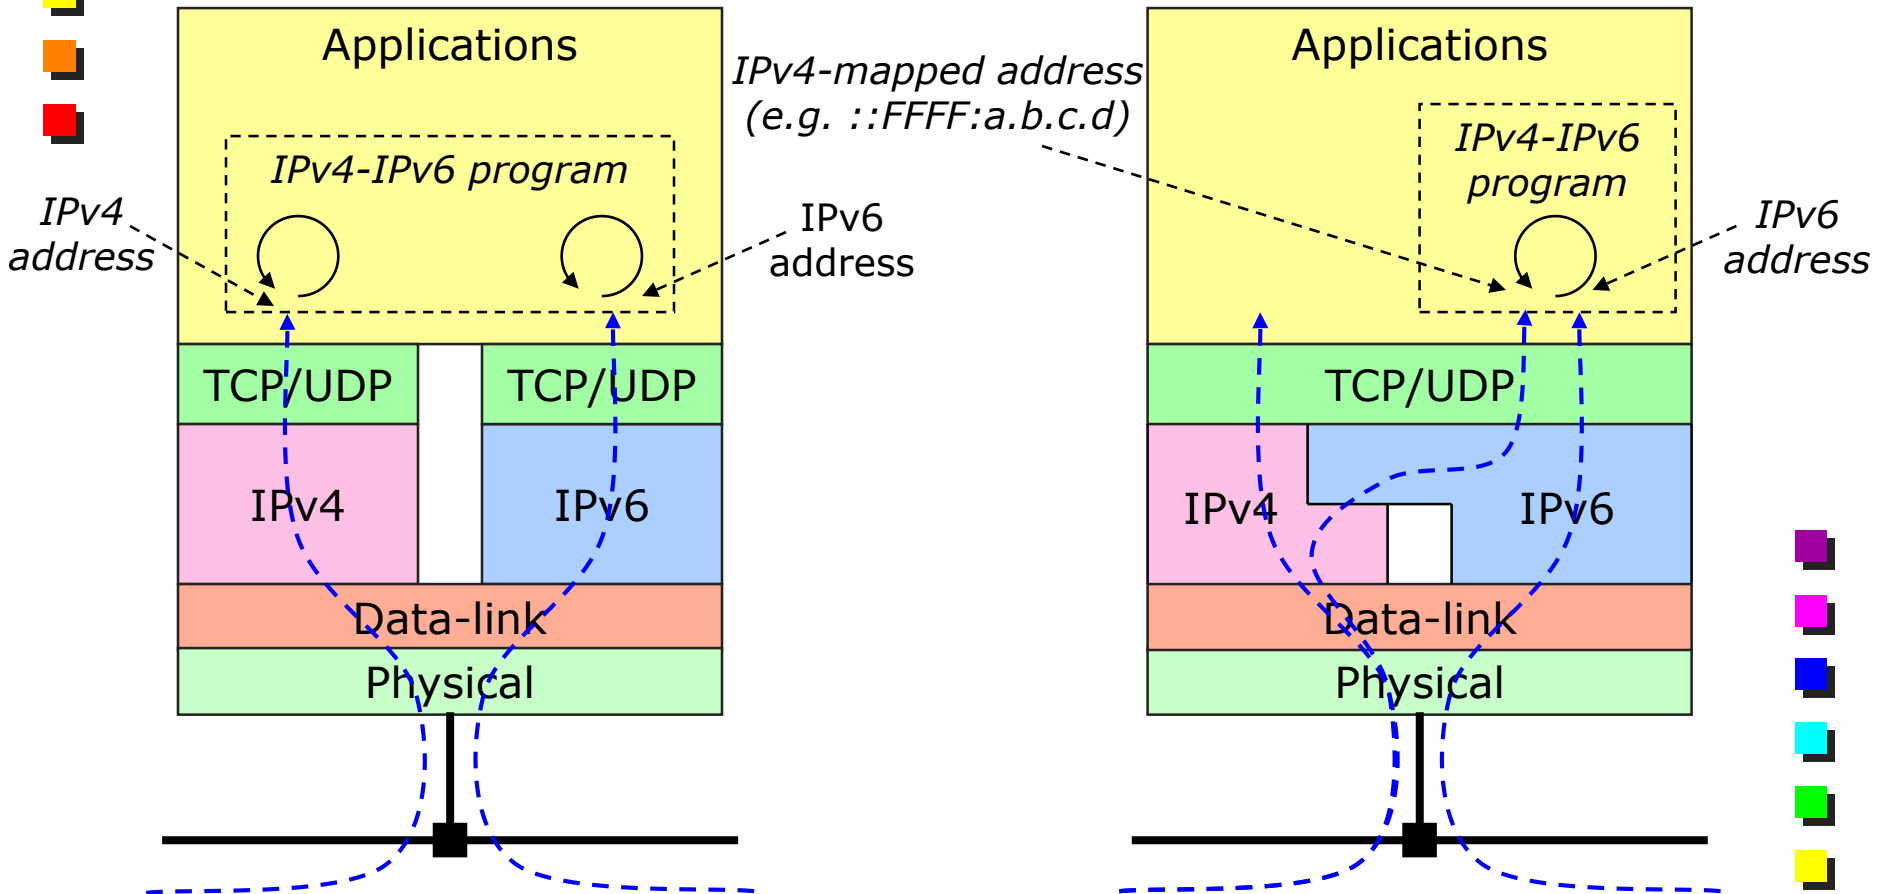 Applications
IPv4-IPv6 program
IPv4
address
IPv6
address
TCP/UDP
TCP/UDP
IPv4
IPv6
Data-link
Physical
IPv4-mapped address
(e.g. ::FFFF:a.b.c.d)
Applications
IPv4-IPv6
program
IPv6
address
TCP/UDP
IPv4
IPv6
Data-link
Physical